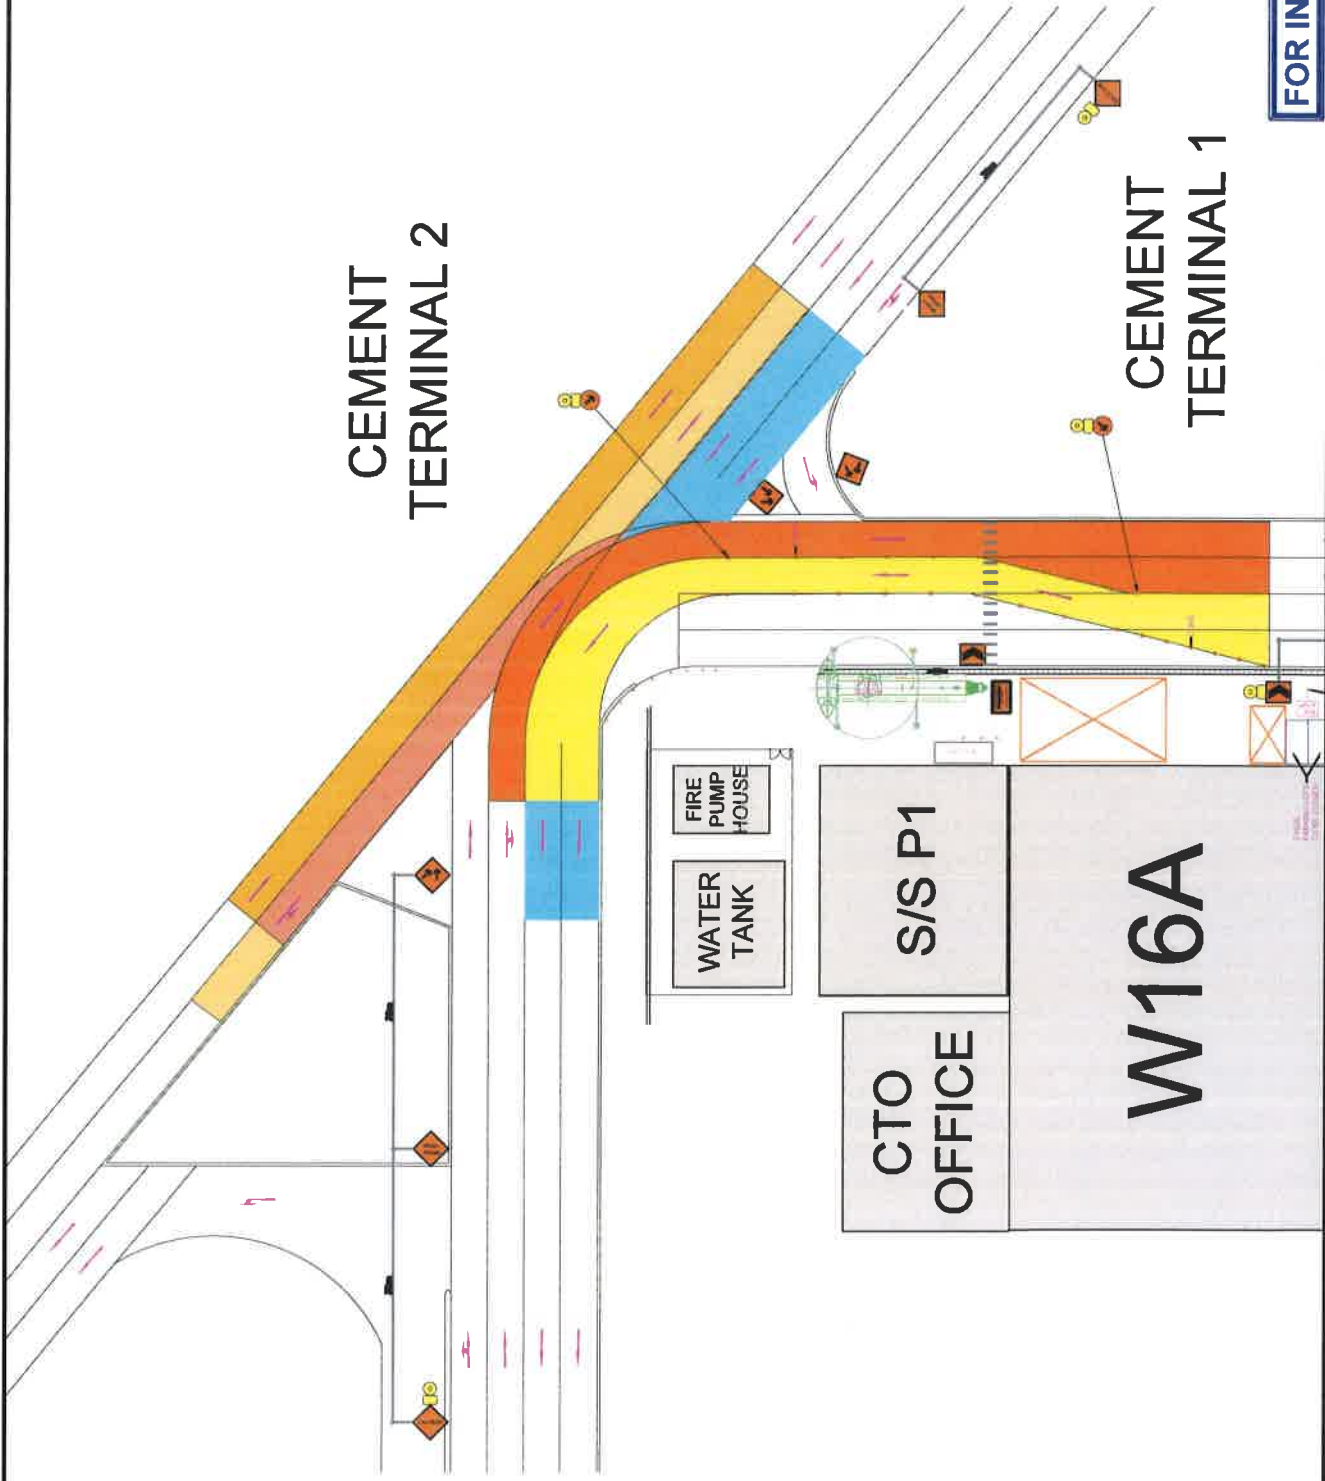 CEMENT
TERMINAL 2
CEMENT
TERMINAL 1
FOR IN
FIRE
PUMP
HOUSE
WATER
TANK
S/S P1
CTO
OFFICE
W16A